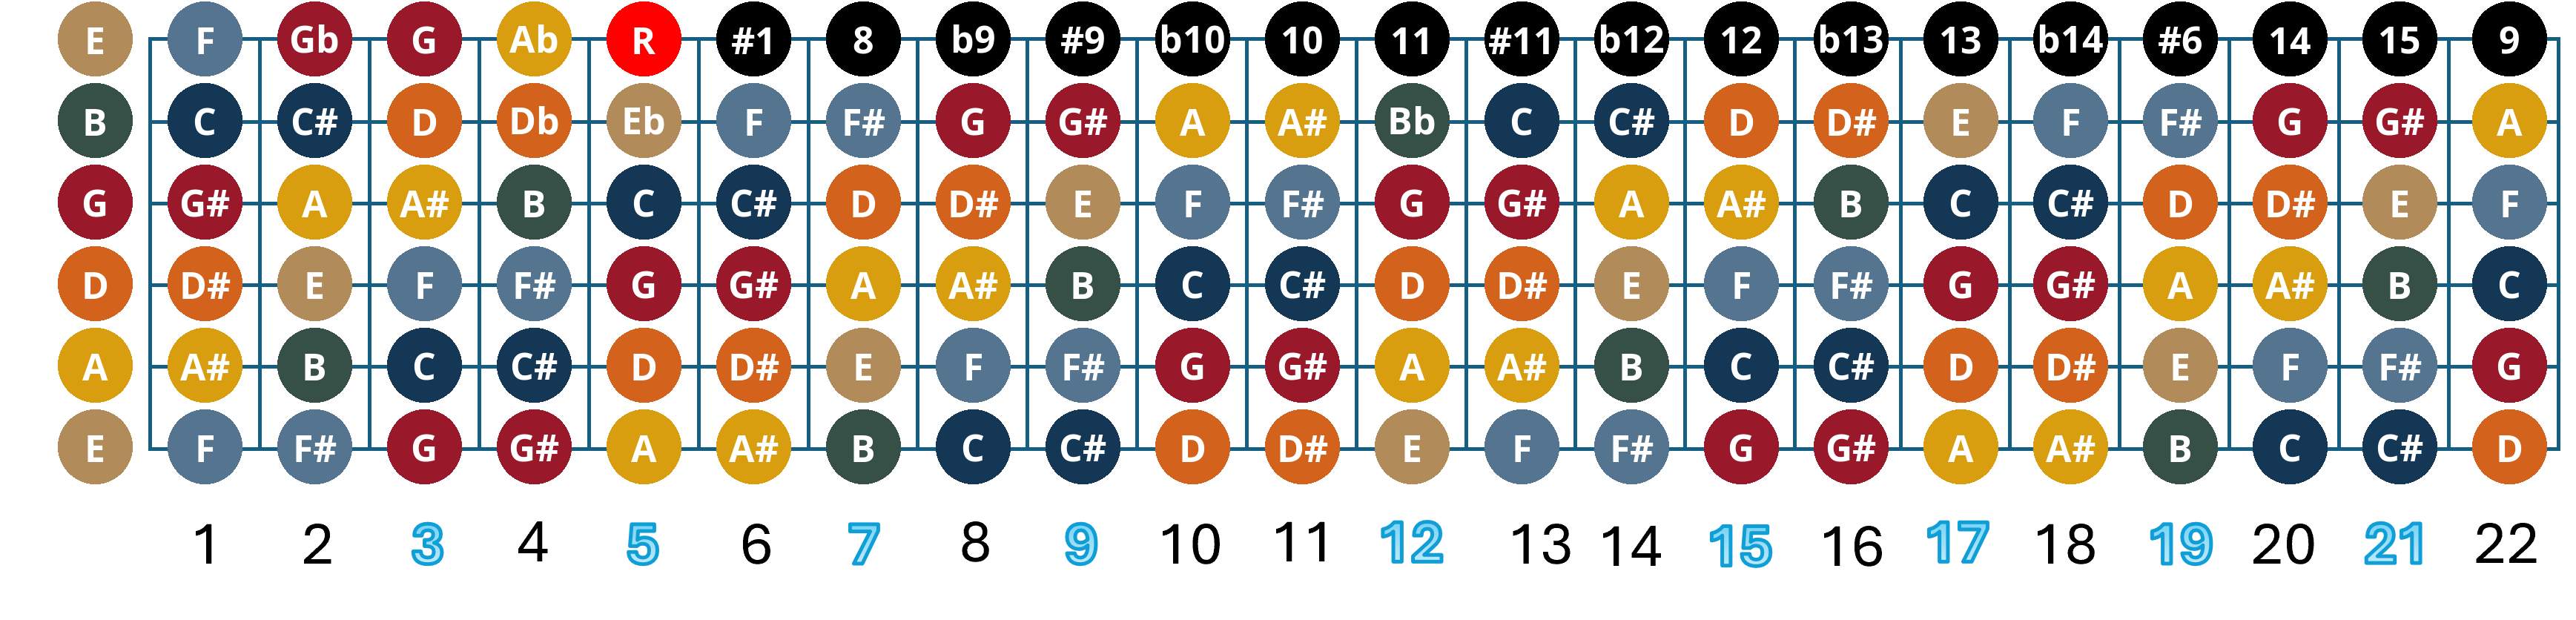 E F Gb G Ab R #1 8 b9 #9 b10 10 11 #11 b12 12 b13 13 b14 #6 14 15 9
B C C# D Db Eb F F# G G# A A# Bb C C# D D# E F F# G G# A
G G# A A# B C C# D D# E F F# G G# A A# B C C# D D# E F
D D# E F F# G G# A A# B C C# D D# E F F# G G# A A# B C
A A# B C C# D D# E F F# G G# A A# B C C# D D# E F F# G
E F F# G G# A A# B C C# D D# E F F# G G# A A# B C C# D
1 2 3 4 5 6 7 8 9 10 11 12 13 14 15 16 17 18 19 20 21 22